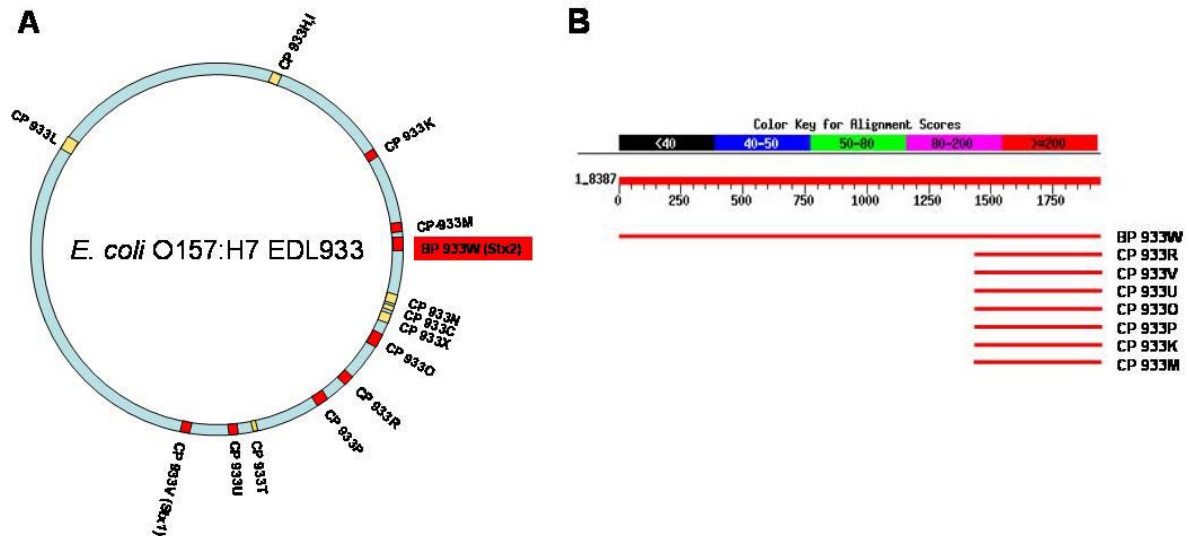 A
CP 933H,I
CP 933L
CP 933K
CP-933M
E. coli O157:H7 EDL933
BP 933W (Stx2)
CP 933N
CP 933C
CP 933X
CP 933O
CP 933R
CP 933P
CP 933T
CP 933U
CP 933V (Stx1)
B
Color Key for Alignment Scores
<40 40-50 50-80 80-200 >=200
1_8387
0 250 500 750 1000 1250 1500 1750
BP 933W
CP 933R
CP 933V
CP 933U
CP 933O
CP 933P
CP 933K
CP 933M